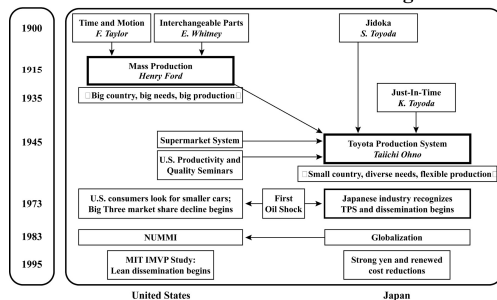 1900
1915
1935
1945
1973
1983
1995
Time and Motion
F. Taylor
Interchangeable Parts
E. Whitney
Jidoka
S. Toyoda
Mass Production
Henry Ford
Big country, big needs, big production
Just-In-Time
K. Toyoda
Supermarket System
U.S. Productivity and
Quality Seminars
Toyota Production System
Taiichi Ohno
Small country, diverse needs, flexible production
U.S. consumers look for smaller cars;
Big Three market share decline begins
First
Oil Shock
Japanese industry recognizes
TPS and dissemination begins
NUMMI
Globalization
MIT IMVP Study:
Lean dissemination begins
Strong yen and renewed
cost reductions
United States
Japan